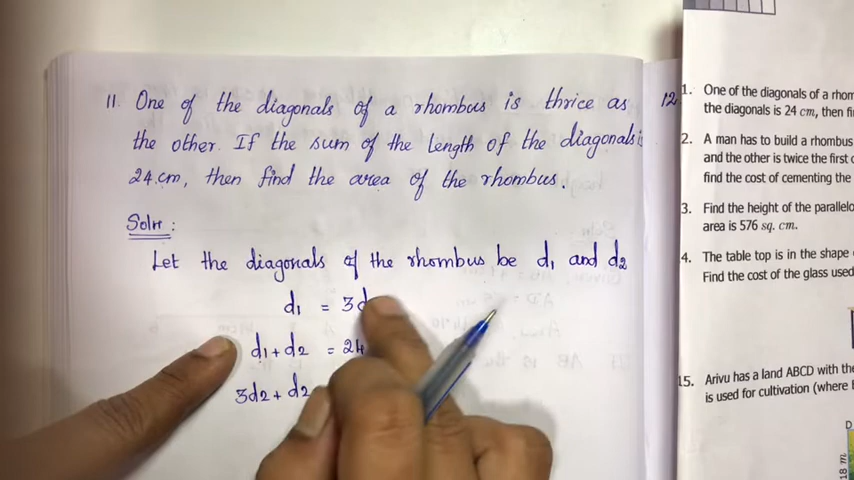 11. One of the diagonals of a rhombus is thrice as
the other. If the sum of the length of the diagonals is
24.cm, then find the area of the rhombus.
Soln :
Let the diagonals of the rhombus be d₁ and d₂
d₁ = 3d
d₁ + d₂ = 24
3d₂ + d₂
12.
1. One of the diagonals of a rhom
the diagonals is 24 cm, then fi
2. A man has to build a rhombus
and the other is twice the first
find the cost of cementing the
3. Find the height of the parallelo
area is 576 sq. cm.
4. The table top is in the shape
Find the cost of the glass used
15. Arivu has a land ABCD with the
is used for cultivation (where
D
18 m